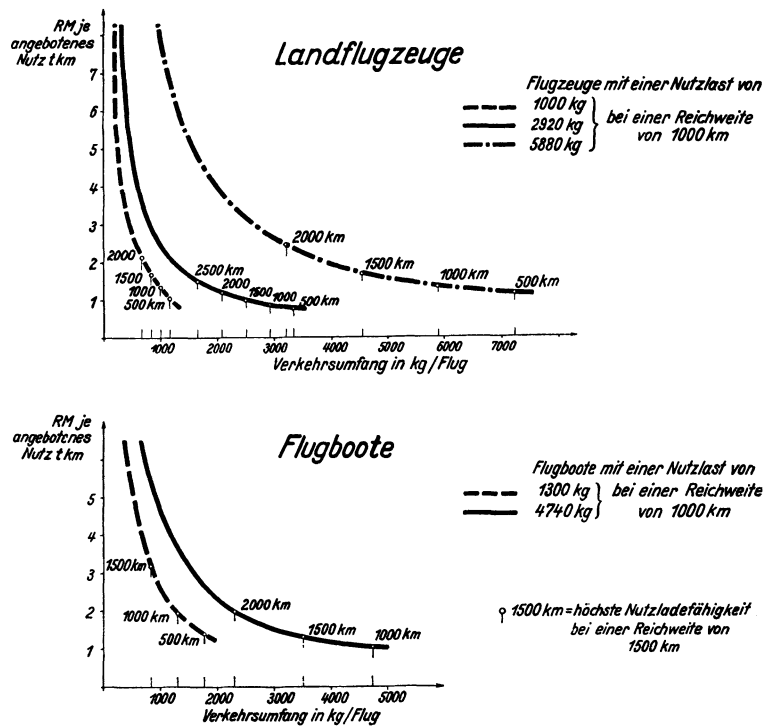 RM je
angebotenes
Nutz tkm
Landflugzeuge
7
6
5
4
3
2
1
Flugzeuge mit einer Nutzlast von
1000 kg
2920 kg
5880 kg
bei einer Reichweite
von 1000 km
2000
1500
1000
500 km
2500 km
2000
1500
1000
500 km
2000 km
1500 km
1000 km
500 km
1000 2000 3000 4000 5000 6000 7000
Verkehrsumfang in kg/Flug
RM je
angebotenes
Nutz tkm
Flugboote
5
4
3
2
1
Flugboote mit einer Nutzlast von
1300 kg
4740 kg
bei einer Reichweite
von 1000 km
1500 km
1000 km
500 km
2000 km
1500 km
1000 km
1500 km = höchste Nutzladefähigkeit
bei einer Reichweite von
1500 km
1000 2000 3000 4000 5000
Verkehrsumfang in kg/Flug